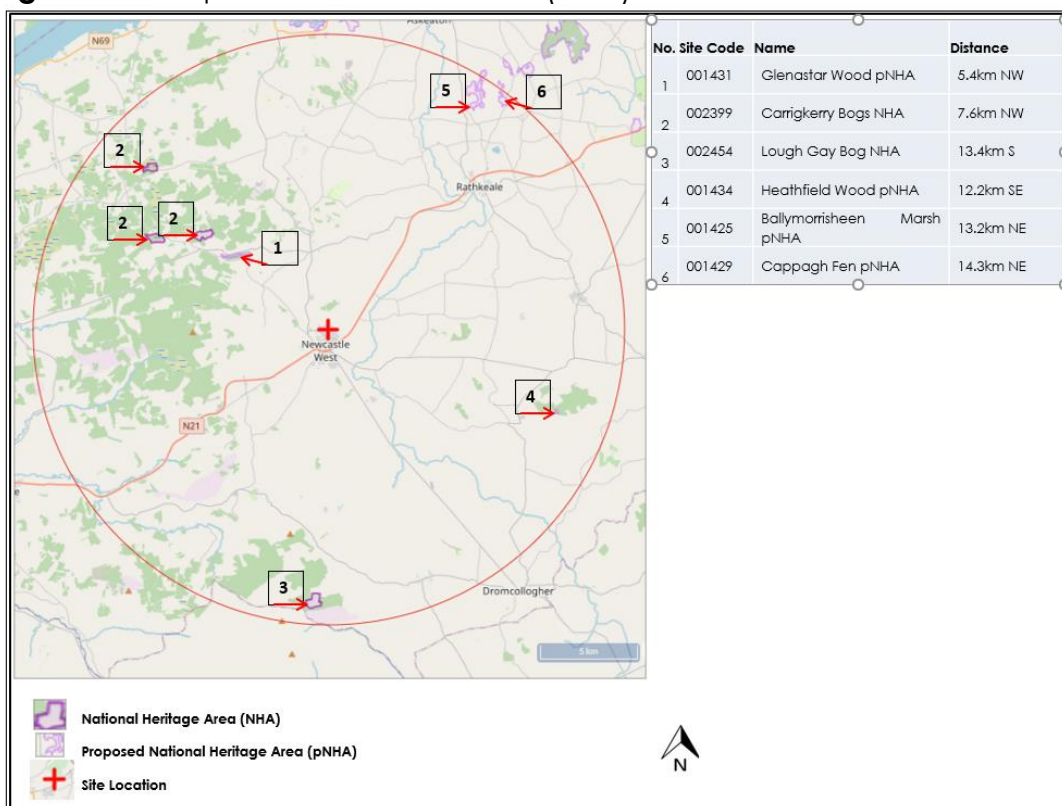 N69
Askeaton
5
6
2
Rathkeale
2
2
1
Newcastle
West
4
N21
3
Dromcollogher
5 km
No. Site Code Name Distance
1 001431 Glenastar Wood pNHA 5.4km NW
2 002399 Carrigkerry Bogs NHA 7.6km NW
3 002454 Lough Gay Bog NHA 13.4km S
4 001434 Heathfield Wood pNHA 12.2km SE
5 001425 Ballymorrisheen Marsh
pNHA 13.2km NE
6 001429 Cappagh Fen pNHA 14.3km NE
National Heritage Area (NHA)
Proposed National Heritage Area (pNHA)
Site Location
N